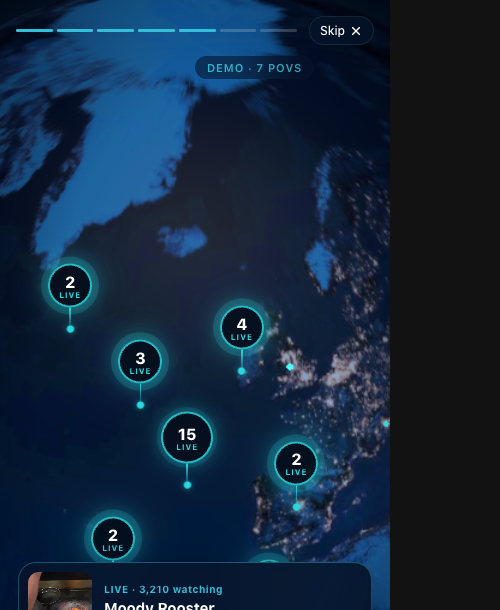 Skip ✕
DEMO · 7 POVS
2
LIVE
4
LIVE
3
LIVE
15
LIVE
2
LIVE
2
LIVE
LIVE · 3,210 watching
Moody Rooster